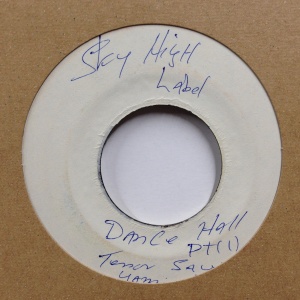 Sky High
Label
Dance Hall
PT(1)
Tenor Saw